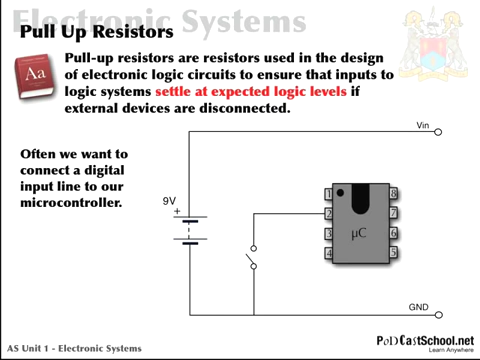 Electronic Systems
Pull Up Resistors
Pull-up resistors are resistors used in the design
of electronic logic circuits to ensure that inputs to
logic systems settle at expected logic levels if
external devices are disconnected.
Aa
Vin
Often we want to
connect a digital
input line to our
microcontroller.
9V
+
1 8
2 7
3 6
4 5
µC
GND
AS Unit 1 - Electronic Systems
PodCastSchool.net
Learn Anywhere